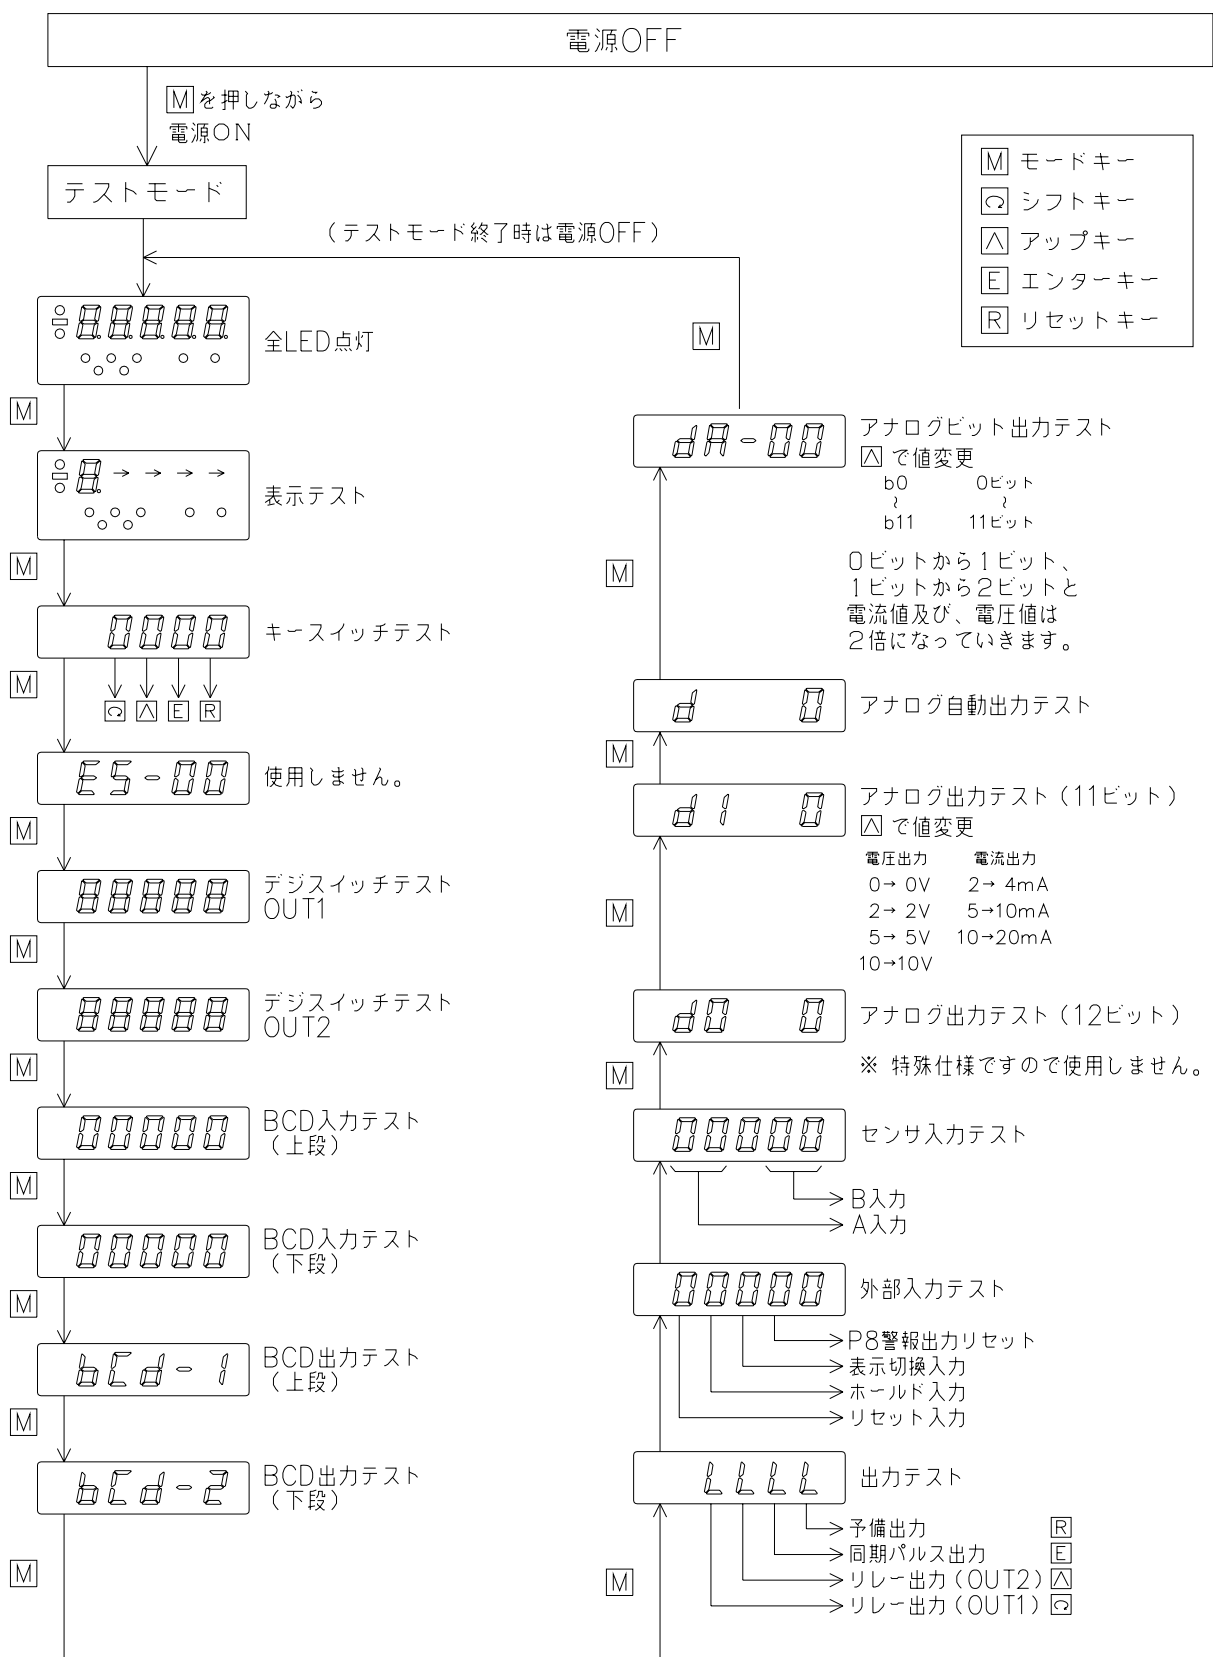 電源OFF
Mを押しながら
電源ON
テストモード
(テストモード終了時は電源OFF)
M モードキー
シフトキー
アップキー
E エンターキー
R リセットキー
88888
全LED点灯
M
8. → → → →
表示テスト
M
0000
キースイッチテスト
M
E R
ES-00
使用しません。
M
88888
デジスイッチテスト
OUT1
M
88888
デジスイッチテスト
OUT2
M
00000
BCD入力テスト
(上段)
M
00000
BCD入力テスト
(下段)
M
bCd-1
BCD出力テスト
(上段)
M
bCd-2
BCD出力テスト
(下段)
M
M
dA-00
アナログビット出力テスト
で値変更
b0 0ビット
~ ~
b11 11ビット
0ビットから1ビット、
1ビットから2ビットと
電流値及び、電圧値は
2倍になっていきます。
M
d 0
アナログ自動出力テスト
M
d1 0
アナログ出力テスト(11ビット)
で値変更
電圧出力 電流出力
0→ 0V 2→ 4mA
2→ 2V 5→10mA
5→ 5V 10→20mA
10→10V
M
d0 0
アナログ出力テスト(12ビット)
※ 特殊仕様ですので使用しません。
M
00000
センサ入力テスト
B入力
A入力
00000
外部入力テスト
P8警報出力リセット
表示切換入力
ホールド入力
リセット入力
LLLL
出力テスト
予備出力 R
同期パルス出力 E
リレー出力(OUT2)
リレー出力(OUT1)
M